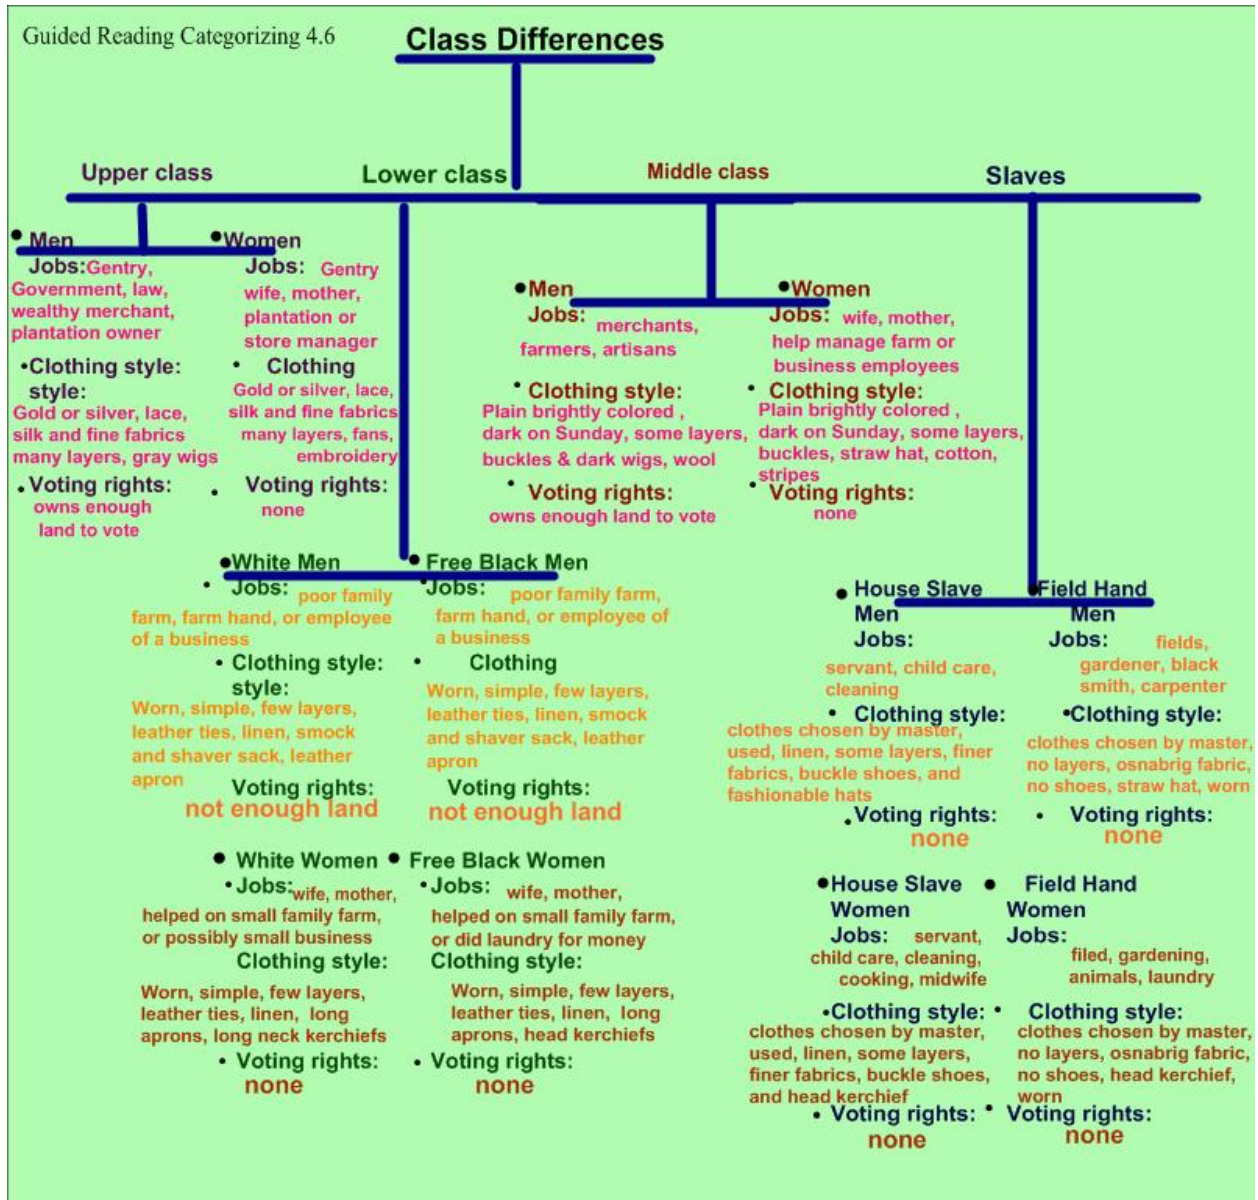 Guided Reading Categorizing 4.6
Class Differences
Upper class
Lower class
Middle class
Slaves
Men
Jobs: Gentry,
Government, law,
wealthy merchant,
plantation owner
•Clothing style:
style:
Gold or silver, lace,
silk and fine fabrics
many layers, gray wigs
• Voting rights:
owns enough
land to vote
Women
Jobs: Gentry
wife, mother,
plantation or
store manager
• Clothing
Gold or silver, lace,
silk and fine fabrics
many layers, fans,
embroidery
• Voting rights:
none
• White Men
• Jobs: poor family
farm, farm hand, or employee
of a business
• Clothing style:
style:
Worn, simple, few layers,
leather ties, linen, smock
and shaver sack, leather
apron
Voting rights:
not enough land
• Free Black Men
• Jobs: poor family farm,
farm hand, or employee of
a business
• Clothing
Worn, simple, few layers,
leather ties, linen, smock
and shaver sack, leather
apron
Voting rights:
not enough land
• White Women
• Jobs: wife, mother,
helped on small family farm,
or possibly small business
Clothing style:
Worn, simple, few layers,
leather ties, linen, long
aprons, long neck kerchiefs
• Voting rights:
none
• Free Black Women
• Jobs: wife, mother,
helped on small family farm,
or did laundry for money
Clothing style:
Worn, simple, few layers,
leather ties, linen, long
aprons, head kerchiefs
• Voting rights:
none
• Men
Jobs: merchants,
farmers, artisans
• Clothing style:
Plain brightly colored ,
dark on Sunday, some layers,
buckles & dark wigs, wool
• Voting rights:
owns enough land to vote
• Women
Jobs: wife, mother,
help manage farm or
business employees
• Clothing style:
Plain brightly colored ,
dark on Sunday, some layers,
buckles, straw hat, cotton,
stripes
• Voting rights:
none
• House Slave
Men
Jobs:
servant, child care,
cleaning
• Clothing style:
clothes chosen by master,
used, linen, some layers, finer
fabrics, buckle shoes, and
fashionable hats
• Voting rights:
none
• Field Hand
Men
Jobs: fields,
gardener, black
smith, carpenter
•Clothing style:
clothes chosen by master,
no layers, osnabrig fabric,
no shoes, straw hat, worn
• Voting rights:
none
• House Slave
Women
Jobs: servant,
child care, cleaning,
cooking, midwife
•Clothing style:
clothes chosen by master,
used, linen, some layers,
finer fabrics, buckle shoes,
and head kerchief
• Voting rights:
none
• Field Hand
Women
Jobs:
filed, gardening,
animals, laundry
• Clothing style:
clothes chosen by master,
no layers, osnabrig fabric,
no shoes, head kerchief,
worn
• Voting rights:
none